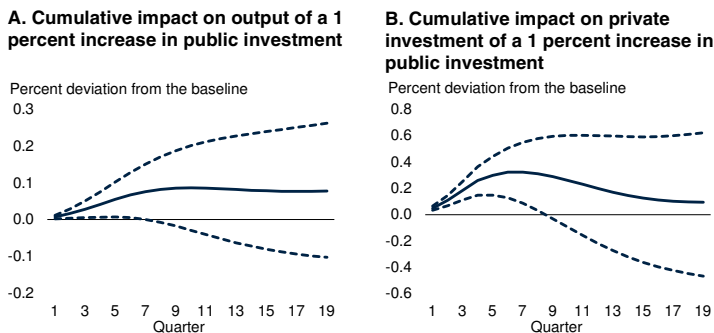 A. Cumulative impact on output of a 1
percent increase in public investment
Percent deviation from the baseline
0.3
0.2
0.1
0.0
-0.1
-0.2
1 3 5 7 9 11 13 15 17 19
Quarter
B. Cumulative impact on private
investment of a 1 percent increase in
public investment
Percent deviation from the baseline
0.8
0.6
0.4
0.2
0.0
-0.2
-0.4
-0.6
1 3 5 7 9 11 13 15 17 19
Quarter